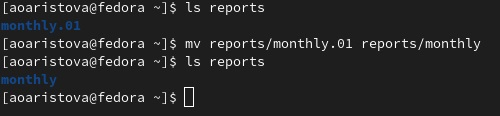 [aoaristova@fedora ~]$ ls reports
monthly.01
[aoaristova@fedora ~]$ mv reports/monthly.01 reports/monthly
[aoaristova@fedora ~]$ ls reports
monthly
[aoaristova@fedora ~]$